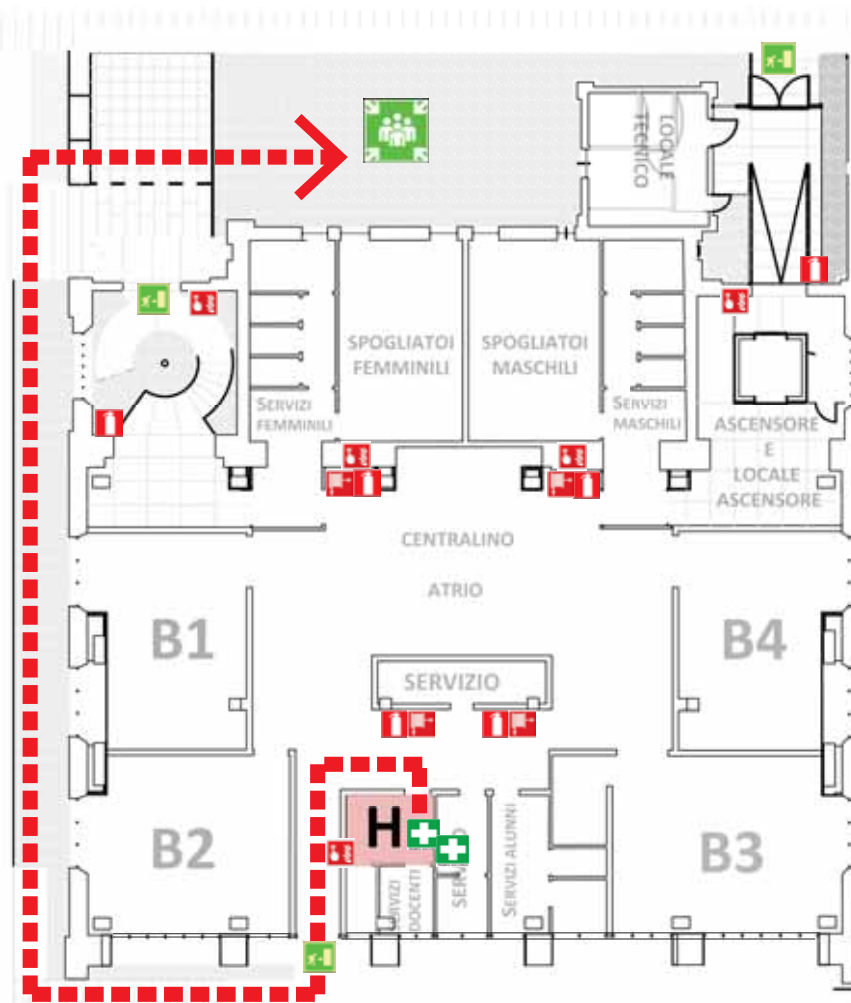 LOCALE
TECNICO
SPOGLIATOI
FEMMINILI
SPOGLIATOI
MASCHILI
SERVIZI
FEMMINILI
SERVIZI
MASCHILI
ASCENSORE
E
LOCALE
ASCENSORE
CENTRALINO
ATRIO
B1
B4
SERVIZIO
B2
H
SERVIZI
DOCENTI
SERVIZI ALUNNI
B3